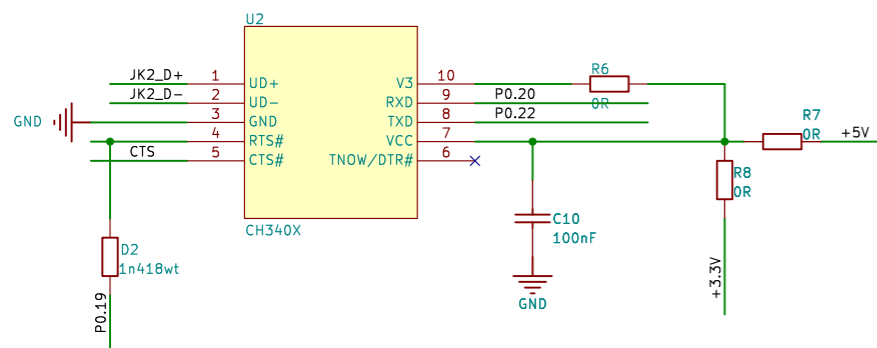 U2
JK2_D+ 1 UD+ V3 10 R6
JK2_D- 2 UD- RXD 9 P0.20 0R
GND 3 GND TXD 8 P0.22 R7
4 RTS# VCC 7 0R +5V
CTS 5 CTS# TNOW/DTR# 6
R8
0R
CH340X
C10
100nF
D2
1n418wt
+3.3V
GND
P0.19